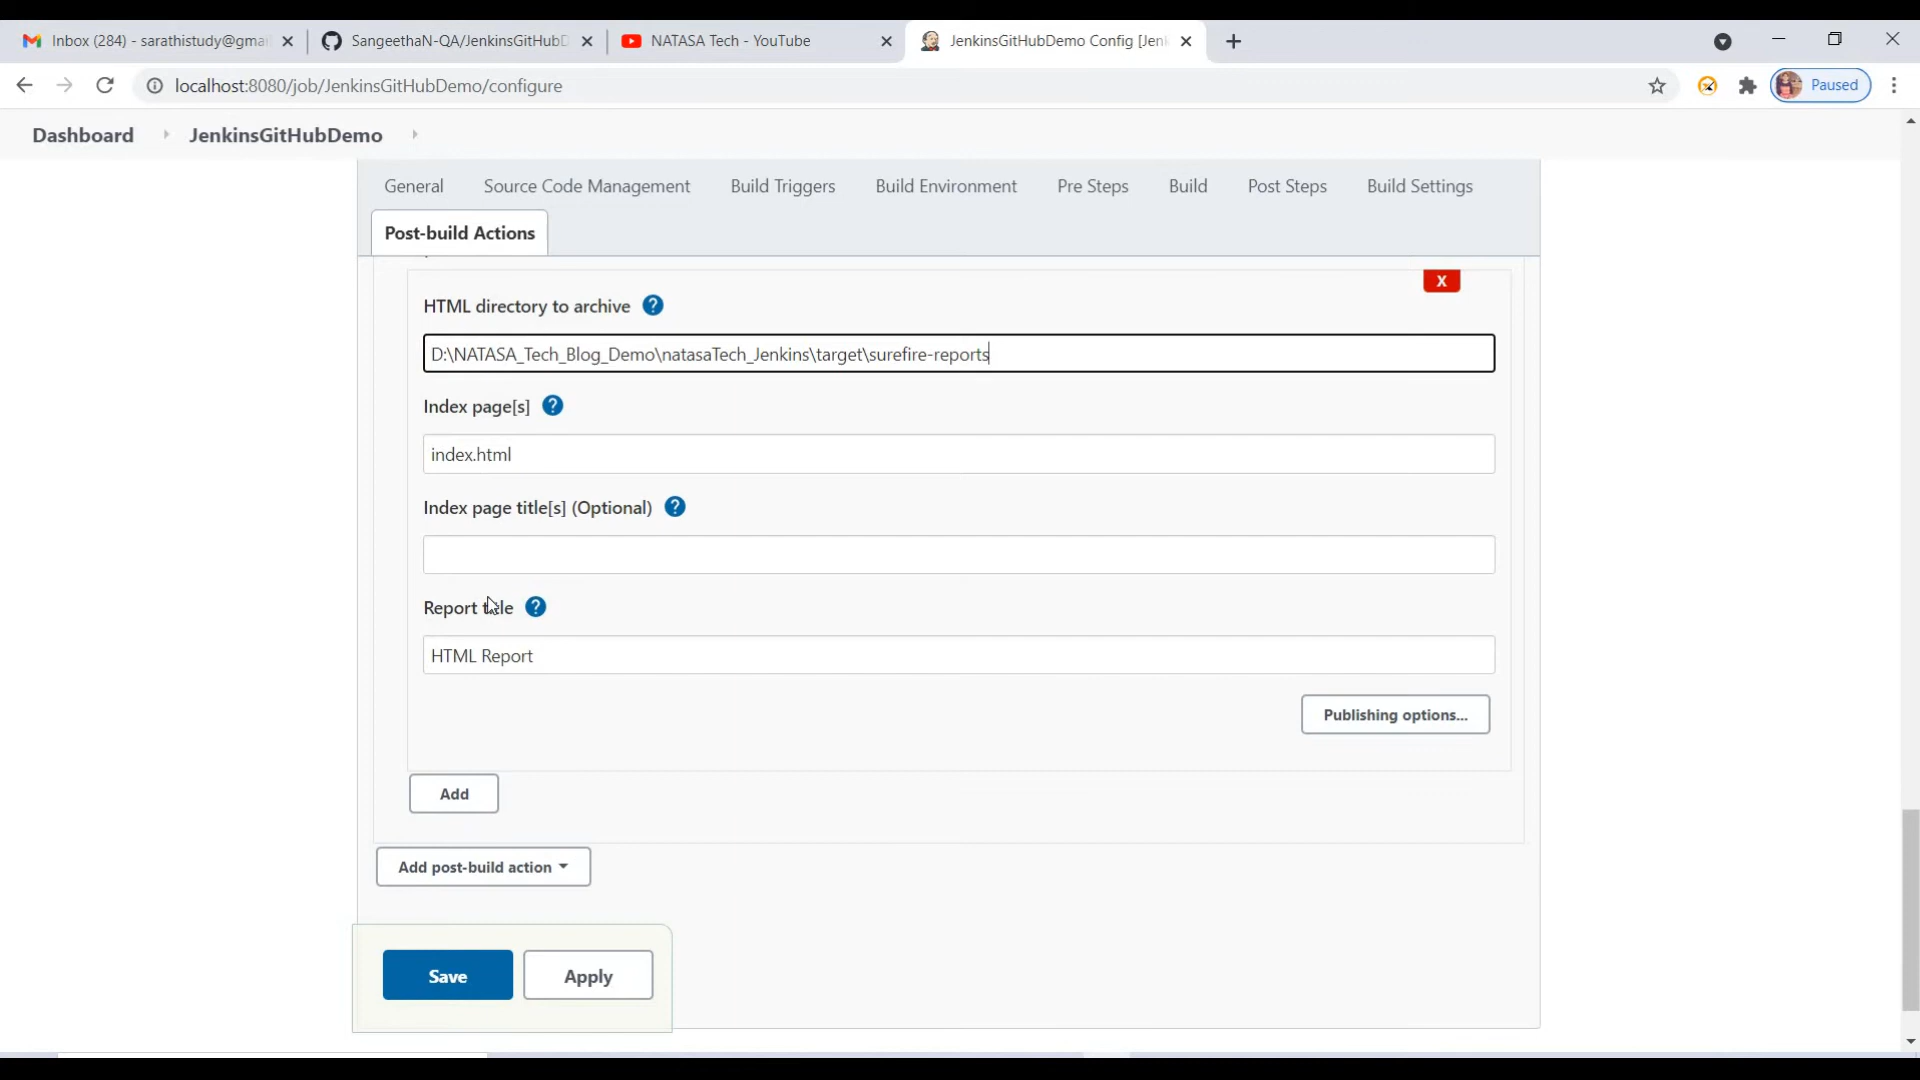 Inbox (284) - sarathistudy@gmai
SangeethaN-QA/JenkinsGitHubD
NATASA Tech - YouTube
JenkinsGitHubDemo Config [Jenk
localhost:8080/job/JenkinsGitHubDemo/configure
Paused
Dashboard
JenkinsGitHubDemo
General
Source Code Management
Build Triggers
Build Environment
Pre Steps
Build
Post Steps
Build Settings
Post-build Actions
X
HTML directory to archive ?
D:\NATASA_Tech_Blog_Demo\natasaTech_Jenkins\target\surefire-reports
Index page[s] ?
index.html
Index page title[s] (Optional) ?
Report title ?
HTML Report
Publishing options...
Add
Add post-build action
Save
Apply